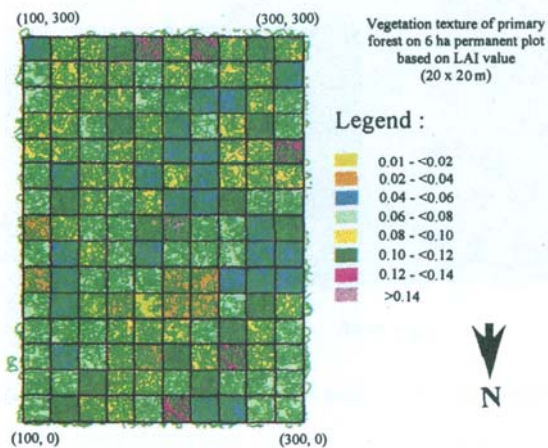 (100, 300)
(300, 300)
Vegetation texture of primary
forest on 6 ha permanent plot
based on LAI value
(20 x 20 m)
Legend :
0.01 - <0.02
0.02 - <0.04
0.04 - <0.06
0.06 - <0.08
0.08 - <0.10
0.10 - <0.12
0.12 - <0.14
>0.14
N
(100, 0)
(300, 0)